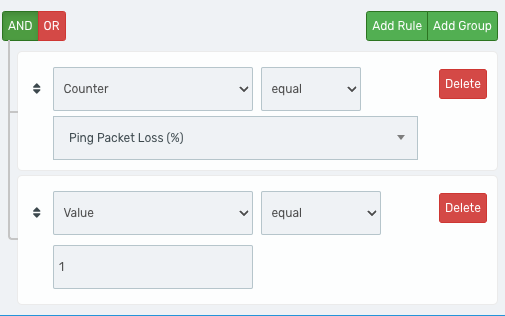 AND OR Add Rule Add Group
Counter equal Delete
Ping Packet Loss (%)
Value equal Delete
1